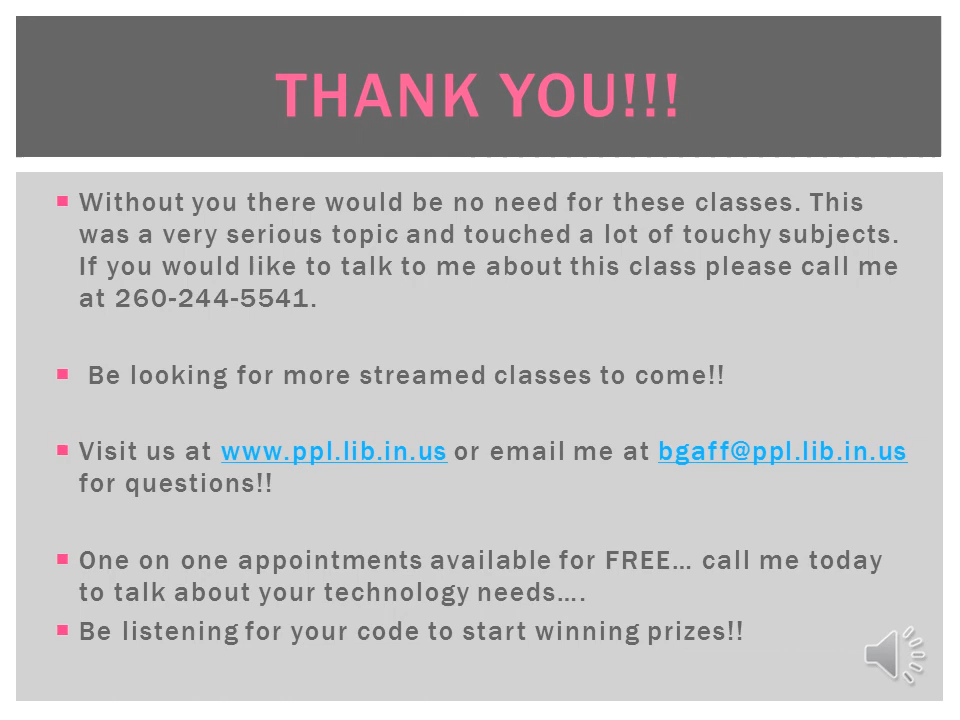 THANK YOU!!!
Without you there would be no need for these classes. This
was a very serious topic and touched a lot of touchy subjects.
If you would like to talk to me about this class please call me
at 260-244-5541.
Be looking for more streamed classes to come!!
Visit us at www.ppl.lib.in.us or email me at bgaff@ppl.lib.in.us
for questions!!
One on one appointments available for FREE… call me today
to talk about your technology needs….
Be listening for your code to start winning prizes!!